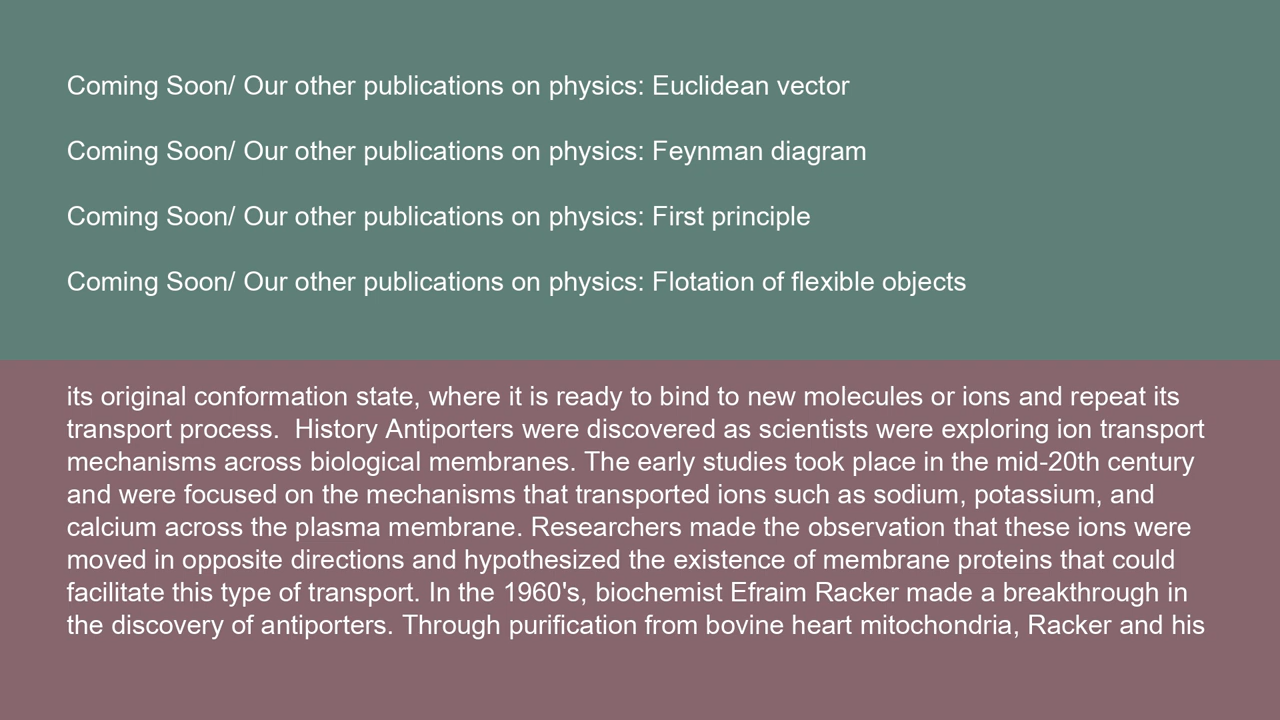 Coming Soon/ Our other publications on physics: Euclidean vector
Coming Soon/ Our other publications on physics: Feynman diagram
Coming Soon/ Our other publications on physics: First principle
Coming Soon/ Our other publications on physics: Flotation of flexible objects
its original conformation state, where it is ready to bind to new molecules or ions and repeat its
transport process.  History Antiporters were discovered as scientists were exploring ion transport
mechanisms across biological membranes. The early studies took place in the mid-20th century
and were focused on the mechanisms that transported ions such as sodium, potassium, and
calcium across the plasma membrane. Researchers made the observation that these ions were
moved in opposite directions and hypothesized the existence of membrane proteins that could
facilitate this type of transport. In the 1960's, biochemist Efraim Racker made a breakthrough in
the discovery of antiporters. Through purification from bovine heart mitochondria, Racker and his